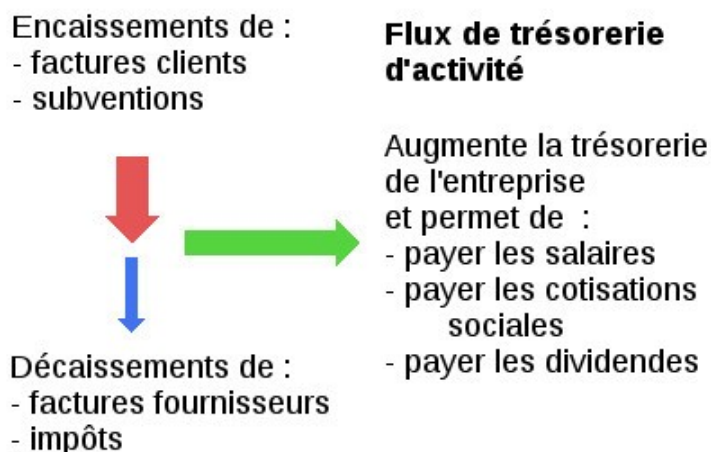 Encaissements de :
- factures clients
- subventions
Flux de trésorerie
d'activité
Augmente la trésorerie
de l'entreprise
et permet de :
- payer les salaires
- payer les cotisations
sociales
- payer les dividendes
Décaissements de :
- factures fournisseurs
- impôts